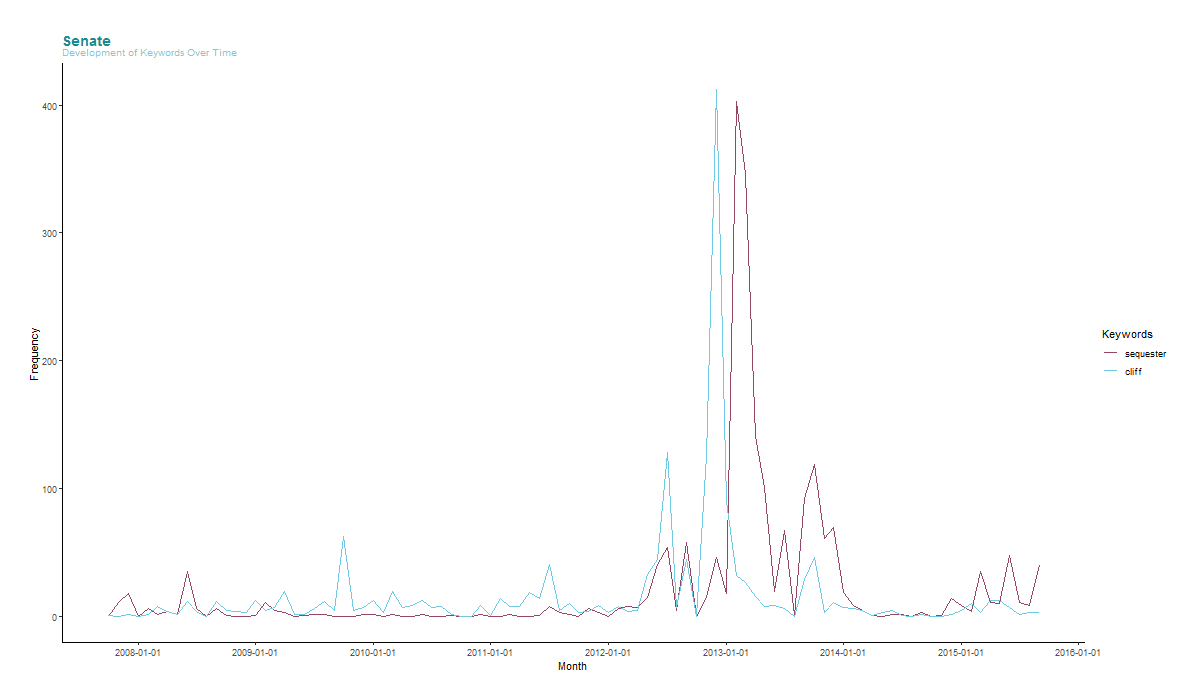 Senate
Development of Keywords Over Time
400
300
200
100
0
Frequency
2008-01-01
2009-01-01
2010-01-01
2011-01-01
2012-01-01
2013-01-01
2014-01-01
2015-01-01
2016-01-01
Month
Keywords
sequester
cliff